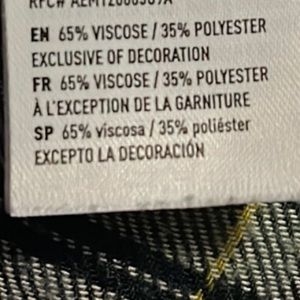 RFC#
EN 65% VISCOSE / 35% POLYESTER
EXCLUSIVE OF DECORATION
FR 65% VISCOSE / 35% POLYESTER
À L'EXCEPTION DE LA GARNITURE
SP 65% viscosa / 35% poliéster
EXCEPTO LA DECORACIÓN